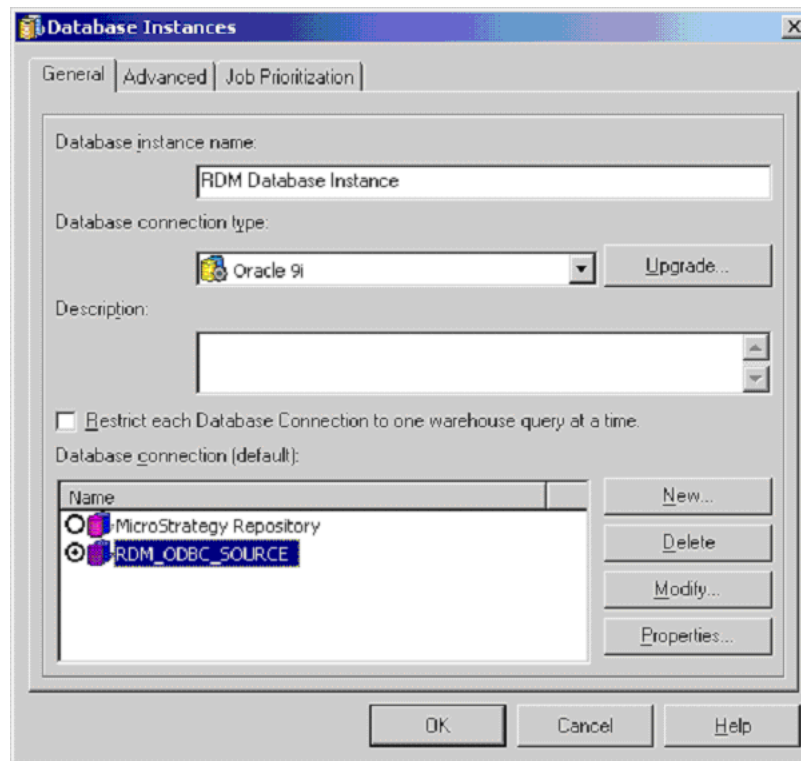 Database Instances
General Advanced Job Prioritization
Database instance name:
RDM Database Instance
Database connection type:
Oracle 9i Upgrade...
Description:
Restrict each Database Connection to one warehouse query at a time.
Database connection (default):
Name
MicroStrategy Repository
RDM_ODBC_SOURCE
New...
Delete
Modify...
Properties...
OK Cancel Help